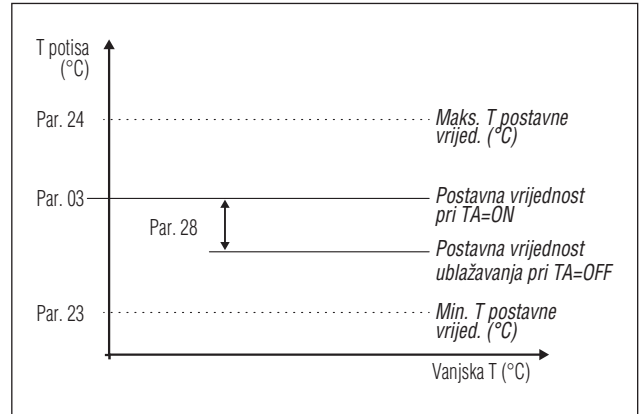 T potisa
(°C)
Par. 24
Maks. T postavne
vrijed. (°C)
Par. 03
Postavna vrijednost
pri TA=ON
Par. 28
Postavna vrijednost
ublažavanja pri TA=OFF
Par. 23
Min. T postavne
vrijed. (°C)
Vanjska T (°C)